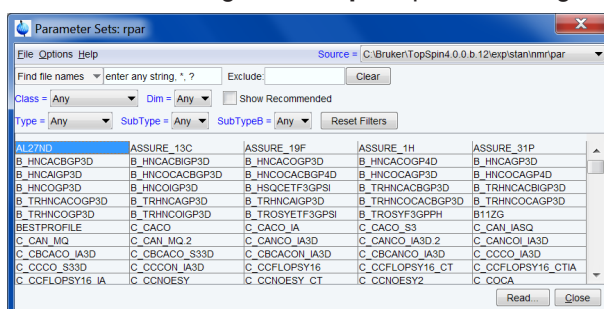 Parameter Sets: rpar
X
File Options Help Source = C:\Bruker\TopSpin4.0.0.b.12\exp\stan\nmr\par
Find file names enter any string, *, ? Exclude: Clear
Class = Any Dim = Any Show Recommended
Type = Any SubType = Any SubTypeB = Any Reset Filters
AL27ND ASSURE_13C ASSURE_19F ASSURE_1H ASSURE_31P
B_HNCACBGP3D B_HNCACBIGP3D B_HNCACOGP3D B_HNCACOGP4D B_HNCAGP3D
B_HNCAIGP3D B_HNCOCACBGP3D B_HNCOCACBGP4D B_HNCOCAGP3D B_HNCOCAGP4D
B_HNCOGP3D B_HNCOIGP3D B_HSQCETF3GPSI B_TRHNCACBGP3D B_TRHNCACBIGP3D
B_TRHNCACOGP3D B_TRHNCAGP3D B_TRHNCAIGP3D B_TRHNCOCACBGP3D B_TRHNCOCAGP3D
B_TRHNCOGP3D B_TRHNCOIGP3D B_TROSYETF3GPSI B_TROSYF3GPPH B11ZG
BESTPROFILE C_CACO C_CACO_IA C_CACO_S3 C_CAN_IASQ
C_CAN_MQ C_CAN_MQ.2 C_CANCO_IA3D C_CANCO_IA3D.2 C_CANCOI_IA3D
C_CBCACO_IA3D C_CBCACO_S33D C_CBCACON_IA3D C_CBCANCO_IA3D C_CCCO_IA3D
C_CCCO_S33D C_CCCON_IA3D C_CCFLOPSY16 C_CCFLOPSY16_CT C_CCFLOPSY16_CTIA
C_CCFLOPSY16_IA C_CCNOESY C_CCNOESY_CT C_CCNOESY2 C_COCA
Read... Close